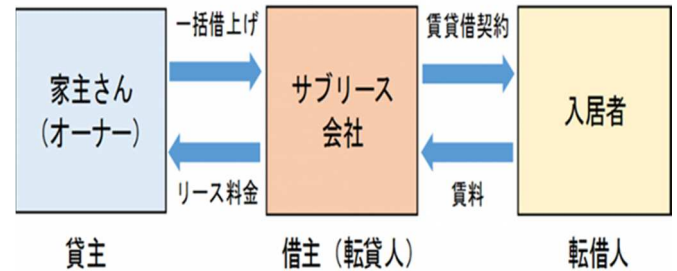 一括借上げ
賃貸借契約
家主さん
（オーナー）
サブリース
会社
入居者
リース料金
賃料
貸主
借主（転貸人）
転借人